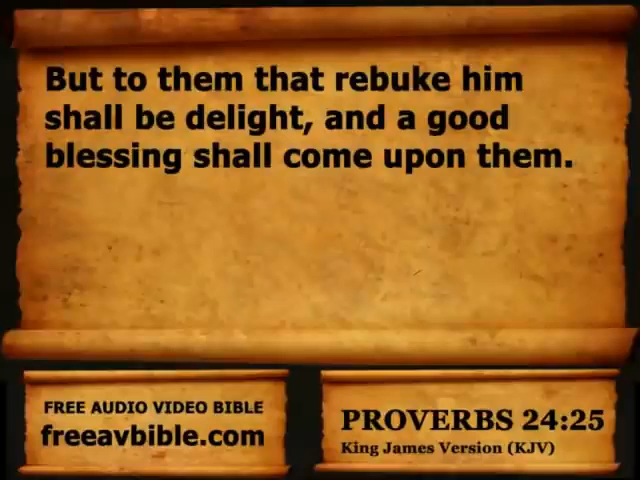 But to them that rebuke him
shall be delight, and a good
blessing shall come upon them.
FREE AUDIO VIDEO BIBLE
freeavbible.com
PROVERBS 24:25
King James Version (KJV)